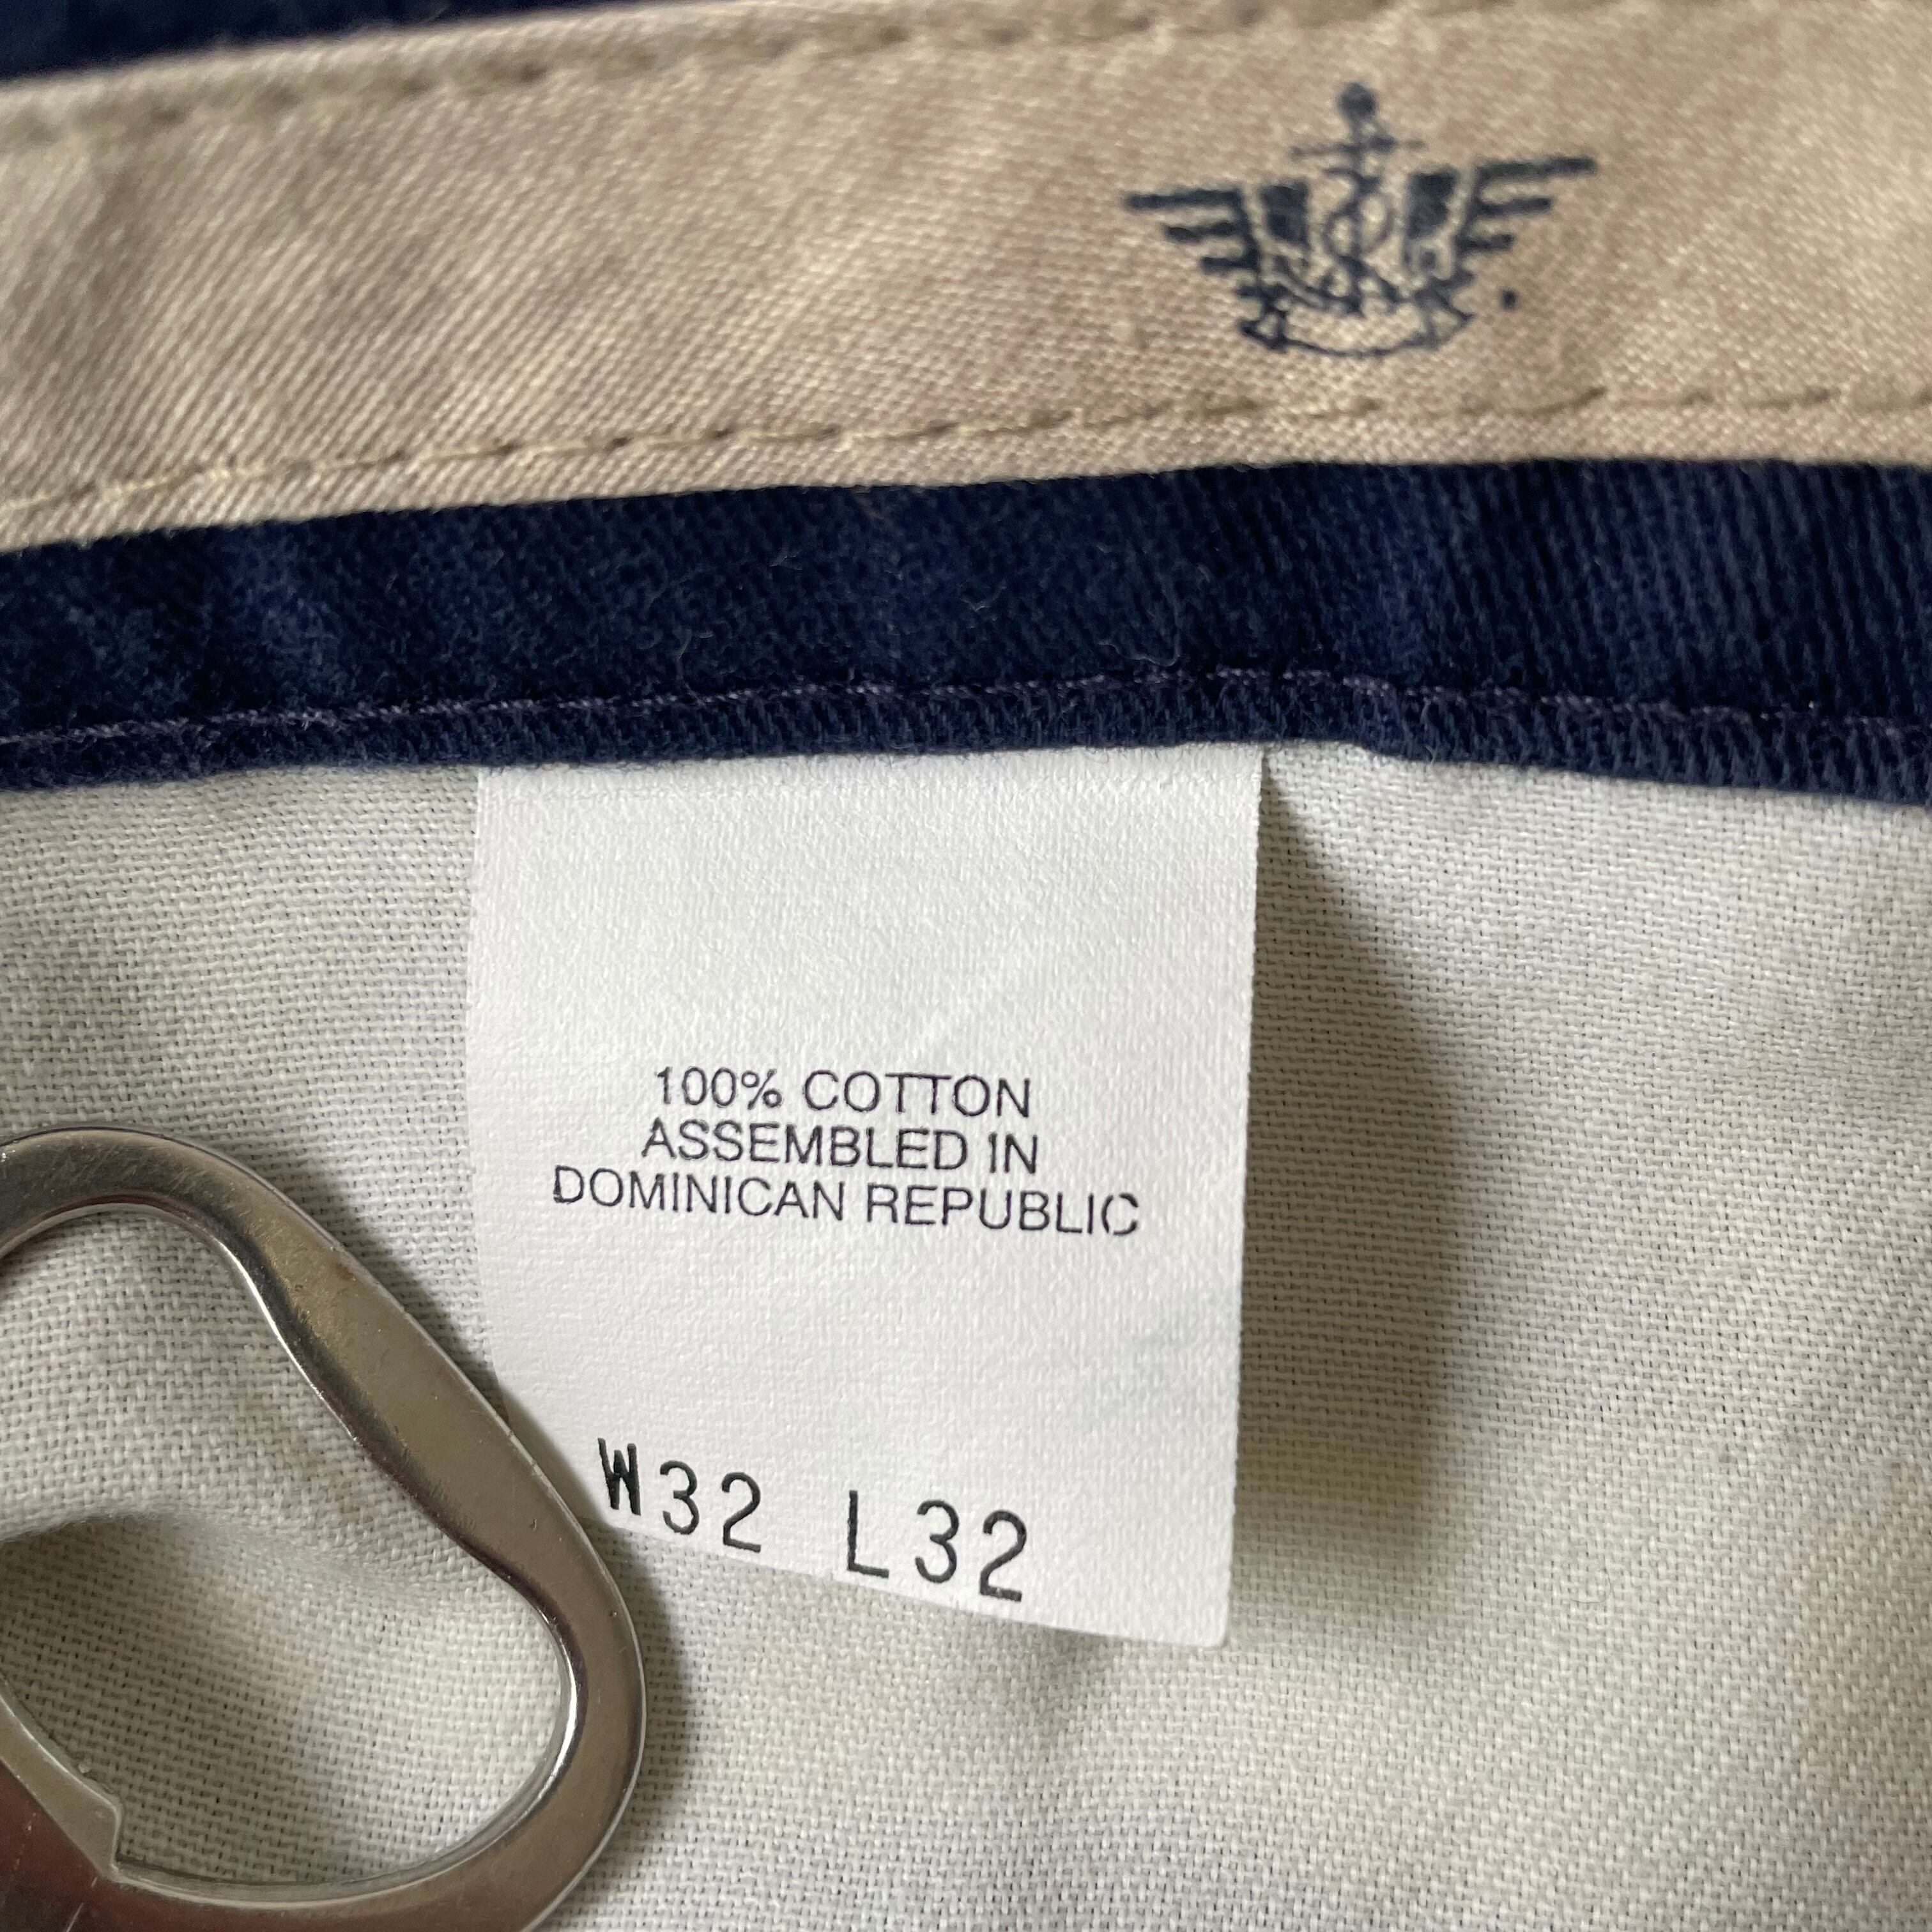 100% COTTON
ASSEMBLED IN
DOMINICAN REPUBLIC
W32 L32